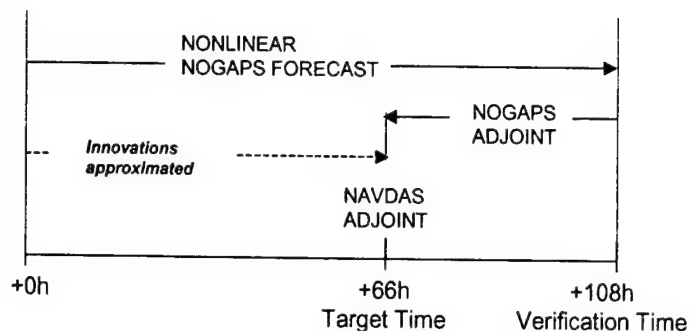 NONLINEAR
NOGAPS FORECAST
NOGAPS
ADJOINT
Innovations
approximated
NAVDAS
ADJOINT
+0h
+66h
+108h
Target Time
Verification Time